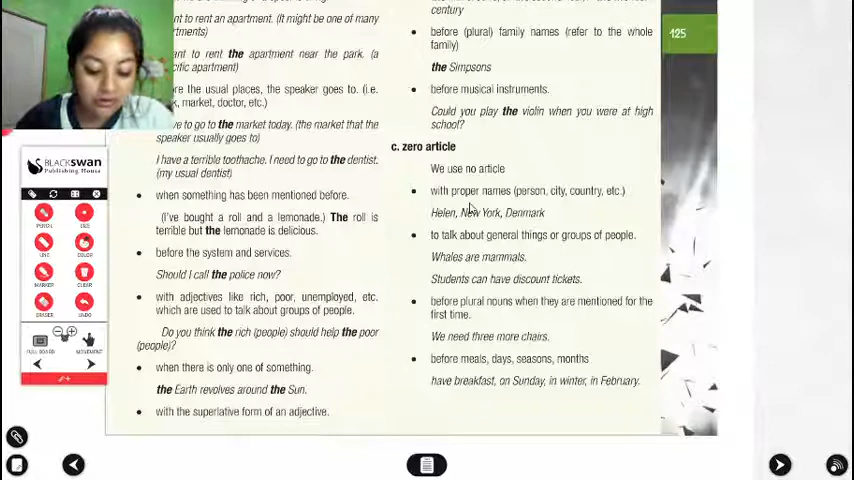 ent to rent an apartment. (It might be one of many
rtments)
ant to rent the apartment near the park. (a
cific apartment)
re the usual places, the speaker goes to. (i.e.
k, market, doctor, etc.)
ve to go to the market today. (the market that the
speaker usually goes to)
I have a terrible toothache. I need to go to the dentist.
(my usual dentist)
• when something has been mentioned before.
(I've bought a roll and a lemonade.) The roll is
terrible but the lemonade is delicious.
• before the system and services.
Should I call the police now?
• with adjectives like rich, poor, unemployed, etc.
which are used to talk about groups of people.
Do you think the rich (people) should help the poor
(people)?
• when there is only one of something.
the Earth revolves around the Sun.
• with the superlative form of an adjective.
century
• before (plural) family names (refer to the whole
family)
the Simpsons
• before musical instruments.
Could you play the violin when you were at high
school?
c. zero article
We use no article
• with proper names (person, city, country, etc.)
Helen, New York, Denmark
• to talk about general things or groups of people.
Whales are mammals.
Students can have discount tickets.
• before plural nouns when they are mentioned for the
first time.
We need three more chairs.
• before meals, days, seasons, months
have breakfast, on Sunday, in winter, in February.
125
BLACKSWAN
Publishing House
PENCIL
LINE
COLOR
MARKER
CLEAR
ERASER
UNDO
FULL BOARD
MOVEMENT